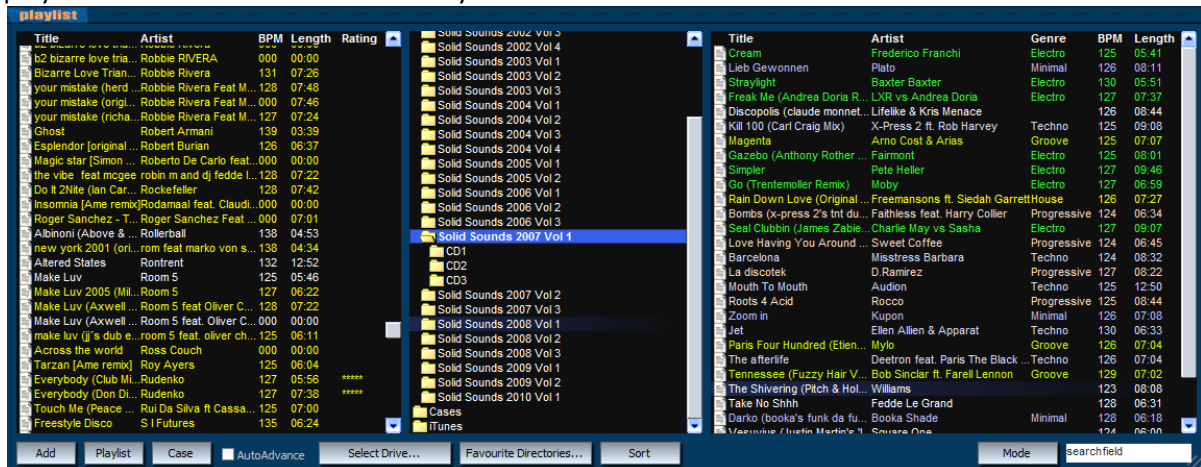 playlist
Title Artist BPM Length Rating
b2 bizarre love tria... Robbie RIVERA 000 00:00
Bizarre Love Trian... Robbie Rivera 131 07:26
your mistake (herd ... Robbie Rivera Feat M... 128 07:48
your mistake (origi... Robbie Rivera Feat M... 000 07:46
your mistake (richa... Robbie Rivera Feat M... 127 07:24
Ghost Robert Armani 139 03:39
Esplendor [original ... Robert Burian 126 06:37
Magic star [Simon ... Roberto De Carlo feat... 000 00:00
the vibe feat mcgee robin m and dj fedde l... 128 07:22
Do It 2Nite (Ian Car... Rockefeller 128 07:42
Insomnia [Ame remix] Rodamaal feat. Claudi... 000 00:00
Roger Sanchez - T... Roger Sanchez Feat ... 000 07:01
Albinoni (Above & ... Rollerball 138 04:53
new york 2001 (ori... rom feat marko von s... 138 04:34
Altered States Rontrent 132 12:52
Make Luv Room 5 125 05:46
Make Luv 2005 (Mil... Room 5 127 06:22
Make Luv (Axwell ... Room 5 feat Oliver C... 128 07:22
Make Luv (Axwell ... Room 5 feat. Oliver C... 000 00:00
make luv (jj´s dub e... room 5 feat. oliver ch... 125 06:11
Across the world Ross Couch 000 00:00
Tarzan [Ame remix] Roy Ayers 125 06:04
Everybody (Club Mi... Rudenko 127 05:56 *****
Everybody (Don Di... Rudenko 127 07:38 *****
Touch Me (Peace ... Rui Da Silva ft Cassa... 125 07:00
Freestyle Disco S I Futures 135 06:24
Solid Sounds 2002 Vol 3
Solid Sounds 2002 Vol 4
Solid Sounds 2003 Vol 1
Solid Sounds 2003 Vol 2
Solid Sounds 2003 Vol 3
Solid Sounds 2004 Vol 1
Solid Sounds 2004 Vol 2
Solid Sounds 2004 Vol 3
Solid Sounds 2004 Vol 4
Solid Sounds 2005 Vol 1
Solid Sounds 2005 Vol 2
Solid Sounds 2006 Vol 1
Solid Sounds 2006 Vol 2
Solid Sounds 2006 Vol 3
Solid Sounds 2007 Vol 1
CD1
CD2
CD3
Solid Sounds 2007 Vol 2
Solid Sounds 2007 Vol 3
Solid Sounds 2008 Vol 1
Solid Sounds 2008 Vol 2
Solid Sounds 2008 Vol 3
Solid Sounds 2009 Vol 1
Solid Sounds 2009 Vol 2
Solid Sounds 2010 Vol 1
Cases
iTunes
Title Artist Genre BPM Length
Cream Frederico Franchi Electro 125 05:41
Lieb Gewonnen Plato Minimal 126 08:11
Straylight Baxter Baxter Electro 130 05:51
Freak Me (Andrea Doria R... LXR vs Andrea Doria Electro 127 07:37
Discopolis (claude monnet... Lifelike & Kris Menace 126 08:44
Kill 100 (Carl Craig Mix) X-Press 2 ft. Rob Harvey Techno 125 09:08
Magenta Arno Cost & Arias Groove 125 07:07
Gazebo (Anthony Rother ... Fairmont Electro 125 08:01
Simpler Pete Heller Electro 127 09:46
Go (Trentemoller Remix) Moby Electro 127 06:59
Rain Down Love (Original ... Freemansons ft. Siedah Garrett House 126 07:27
Bombs (x-press 2's tnt du... Faithless feat. Harry Collier Progressive 124 06:34
Seal Clubbin (James Zabie... Charlie May vs Sasha Electro 127 09:07
Love Having You Around ... Sweet Coffee Progressive 124 06:45
Barcelona Misstress Barbara Techno 124 08:32
La discotek D.Ramirez Progressive 127 08:22
Mouth To Mouth Audion Techno 125 12:50
Roots 4 Acid Rocco Progressive 125 08:44
Zoom in Kupon Minimal 126 07:08
Jet Ellen Allien & Apparat Techno 130 06:33
Paris Four Hundred (Etien... Mylo Groove 126 07:04
The afterlife Deetron feat. Paris The Black ... Techno 126 07:04
Tennessee (Fuzzy Hair V... Bob Sinclar ft. Farell Lennon Groove 129 07:02
The Shivering (Pitch & Hol... Williams 123 08:08
Take No Shhh Fedde Le Grand 128 06:31
Darko (booka's funk da fu... Booka Shade Minimal 128 06:18
Vesuvius (Justin Martin's 'l... Square One 124 06:00
Add Playlist Case AutoAdvance Select Drive... Favourite Directories... Sort Mode searchfield